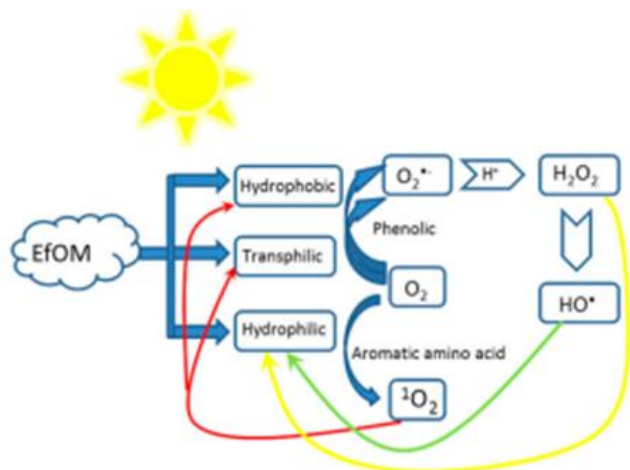 O₂•-
H⁺
H₂O₂
Hydrophobic
Phenolic
EfOM
Transphilic
O₂
HO•
Hydrophilic
Aromatic amino acid
¹O₂